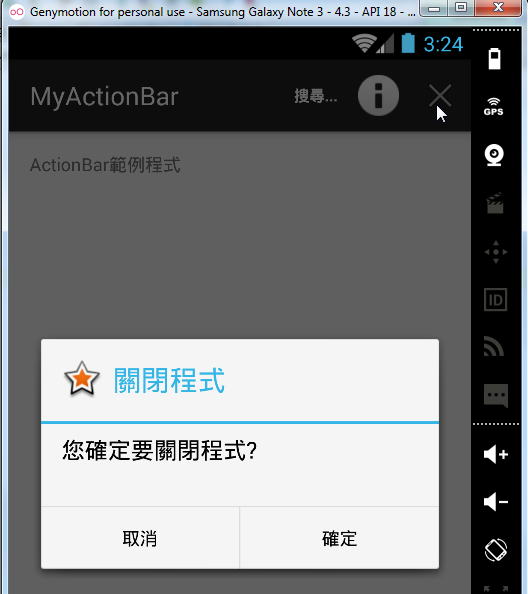 Genymotion for personal use - Samsung Galaxy Note 3 - 4.3 - API 18 - ...
3:24
MyActionBar
搜尋...
GPS
ActionBar範例程式
ID
關閉程式
您確定要關閉程式?
取消
確定